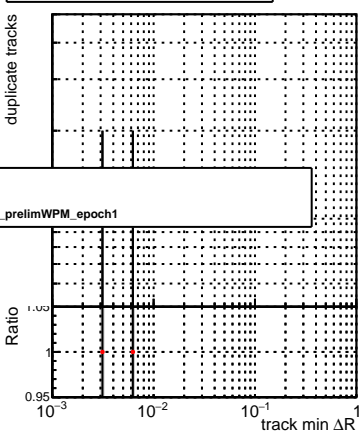 duplicate tracks
_prelimWPM_epoch1
1.05
Ratio
1
0.95
10−3
10−2
10−1
1
track min ΔR